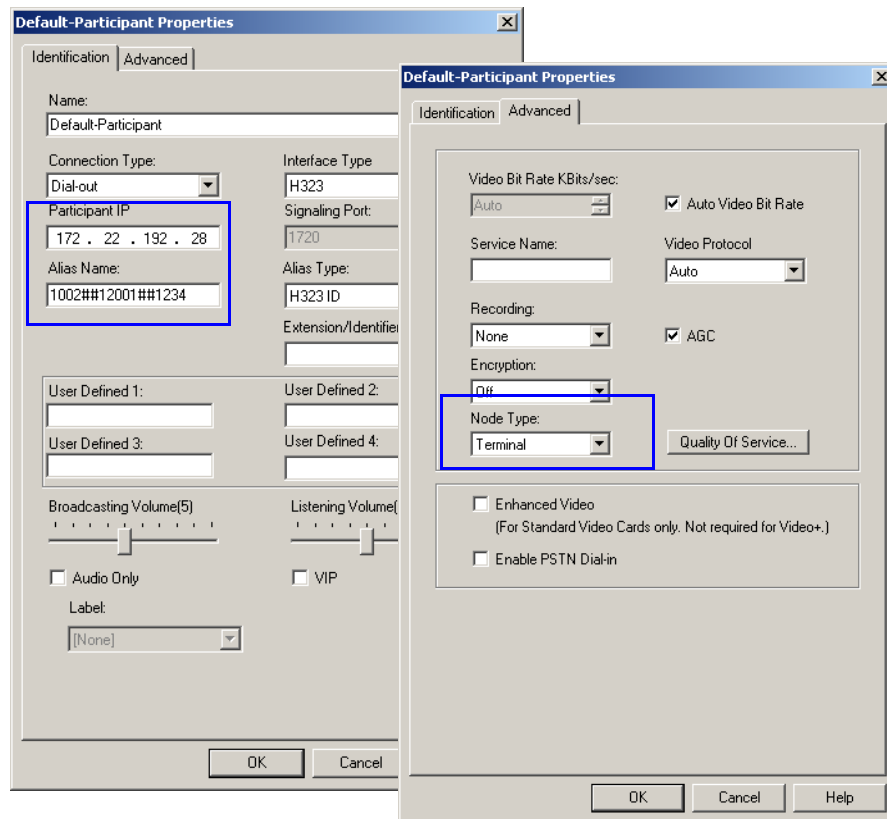 Default-Participant Properties
Identification
Advanced
Name:
Default-Participant
Connection Type:
Interface Type
Dial-out
H323
Participant IP
Signaling Port:
172 . 22 . 192 . 28
1720
Alias Name:
Alias Type:
1002##12001##1234
H323 ID
Extension/Identifier
User Defined 1:
User Defined 2:
User Defined 3:
User Defined 4:
Broadcasting Volume(5)
Listening Volume(
Audio Only
VIP
Label:
[None]
OK
Cancel
Default-Participant Properties
Identification
Advanced
Video Bit Rate KBits/sec:
Auto
Auto Video Bit Rate
Service Name:
Video Protocol
Auto
Recording:
None
AGC
Encryption:
Off
Node Type:
Terminal
Quality Of Service...
Enhanced Video
(For Standard Video Cards only. Not required for Video+.)
Enable PSTN Dial-in
OK
Cancel
Help